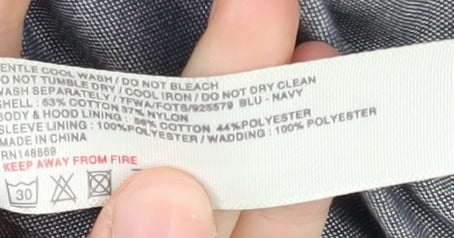 GENTLE COOL WASH / DO NOT BLEACH
DO NOT TUMBLE DRY / COOL IRON / DO NOT DRY CLEAN
WASH SEPARATELY / 7FWA/FOTS/925579 BLU - NAVY
SHELL : 63% COTTON 37% NYLON
BODY & HOOD LINING : 56% COTTON 44%POLYESTER
SLEEVE LINING : 100%POLYESTER / WADDING : 100% POLYESTER
MADE IN CHINA
RN148869
KEEP AWAY FROM FIRE
30